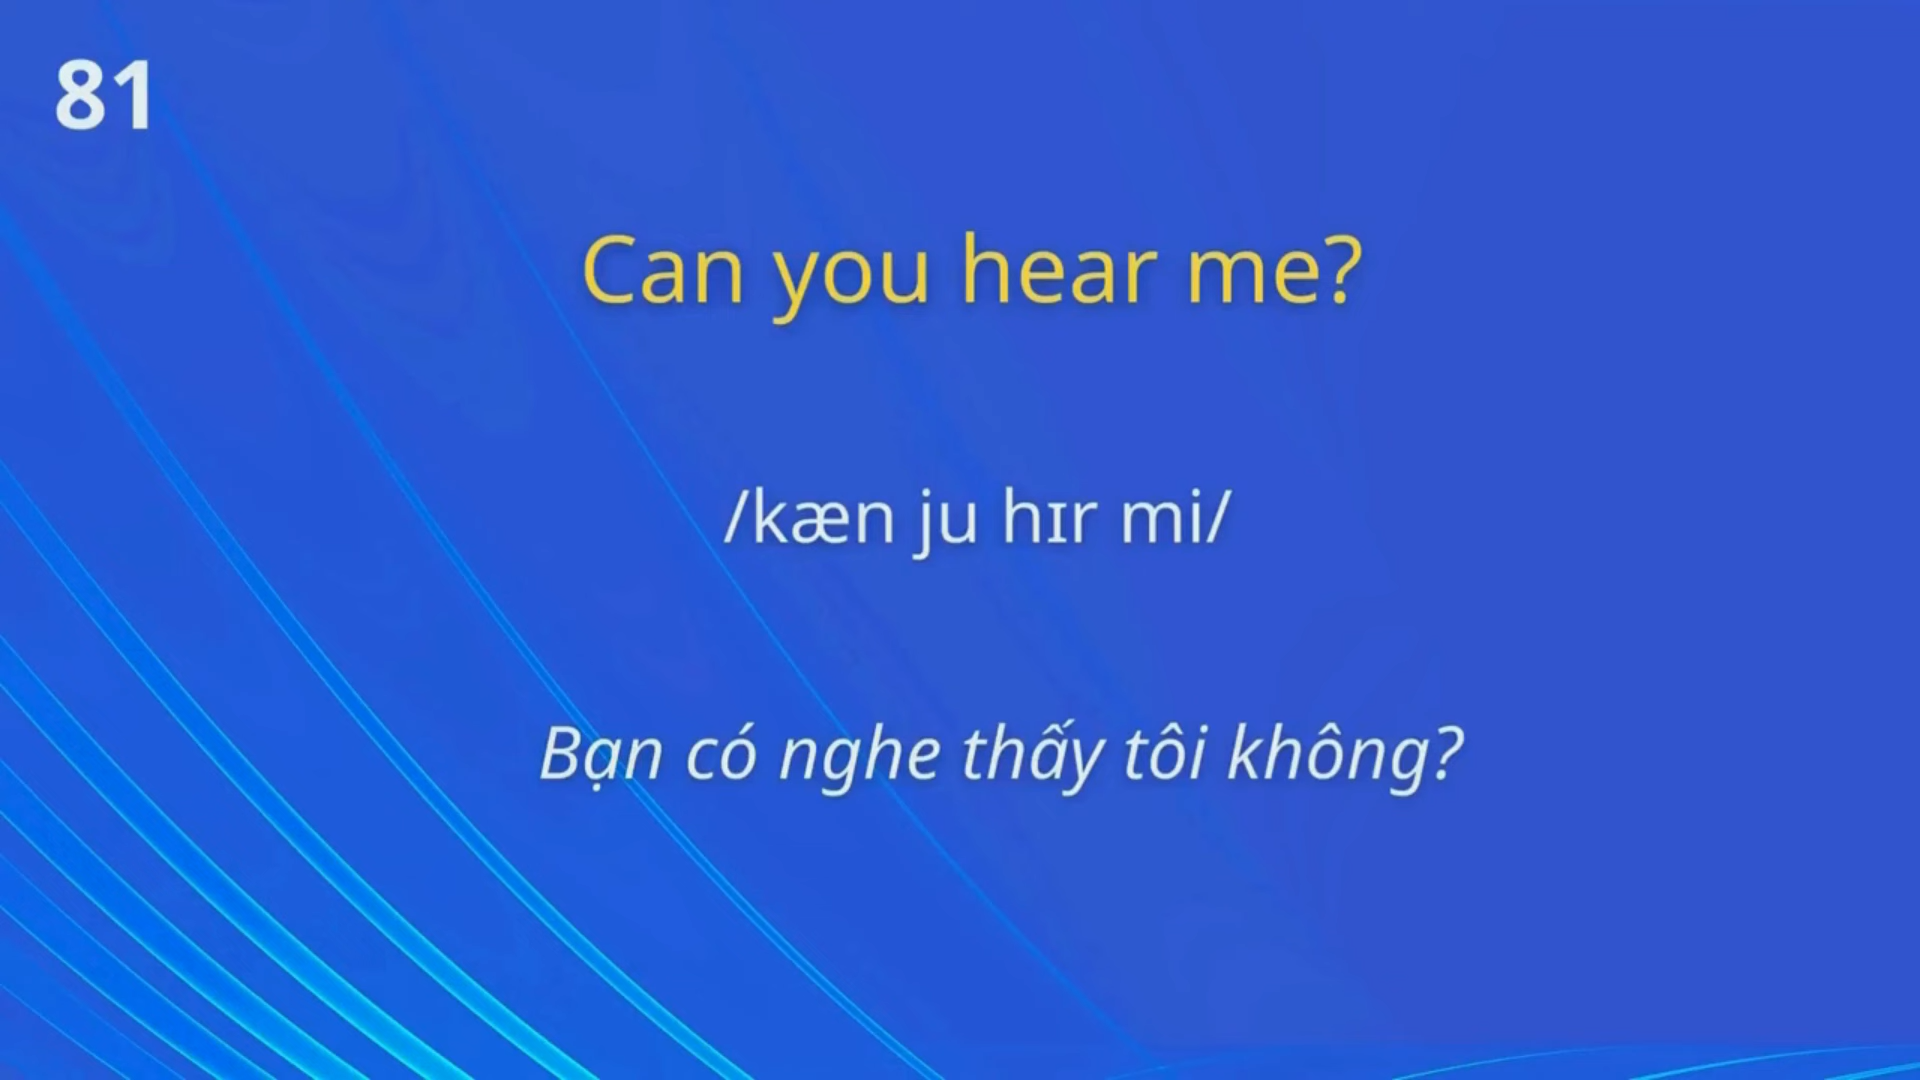 81
Can you hear me?
/kæn ju hɪr mi/
Bạn có nghe thấy tôi không?